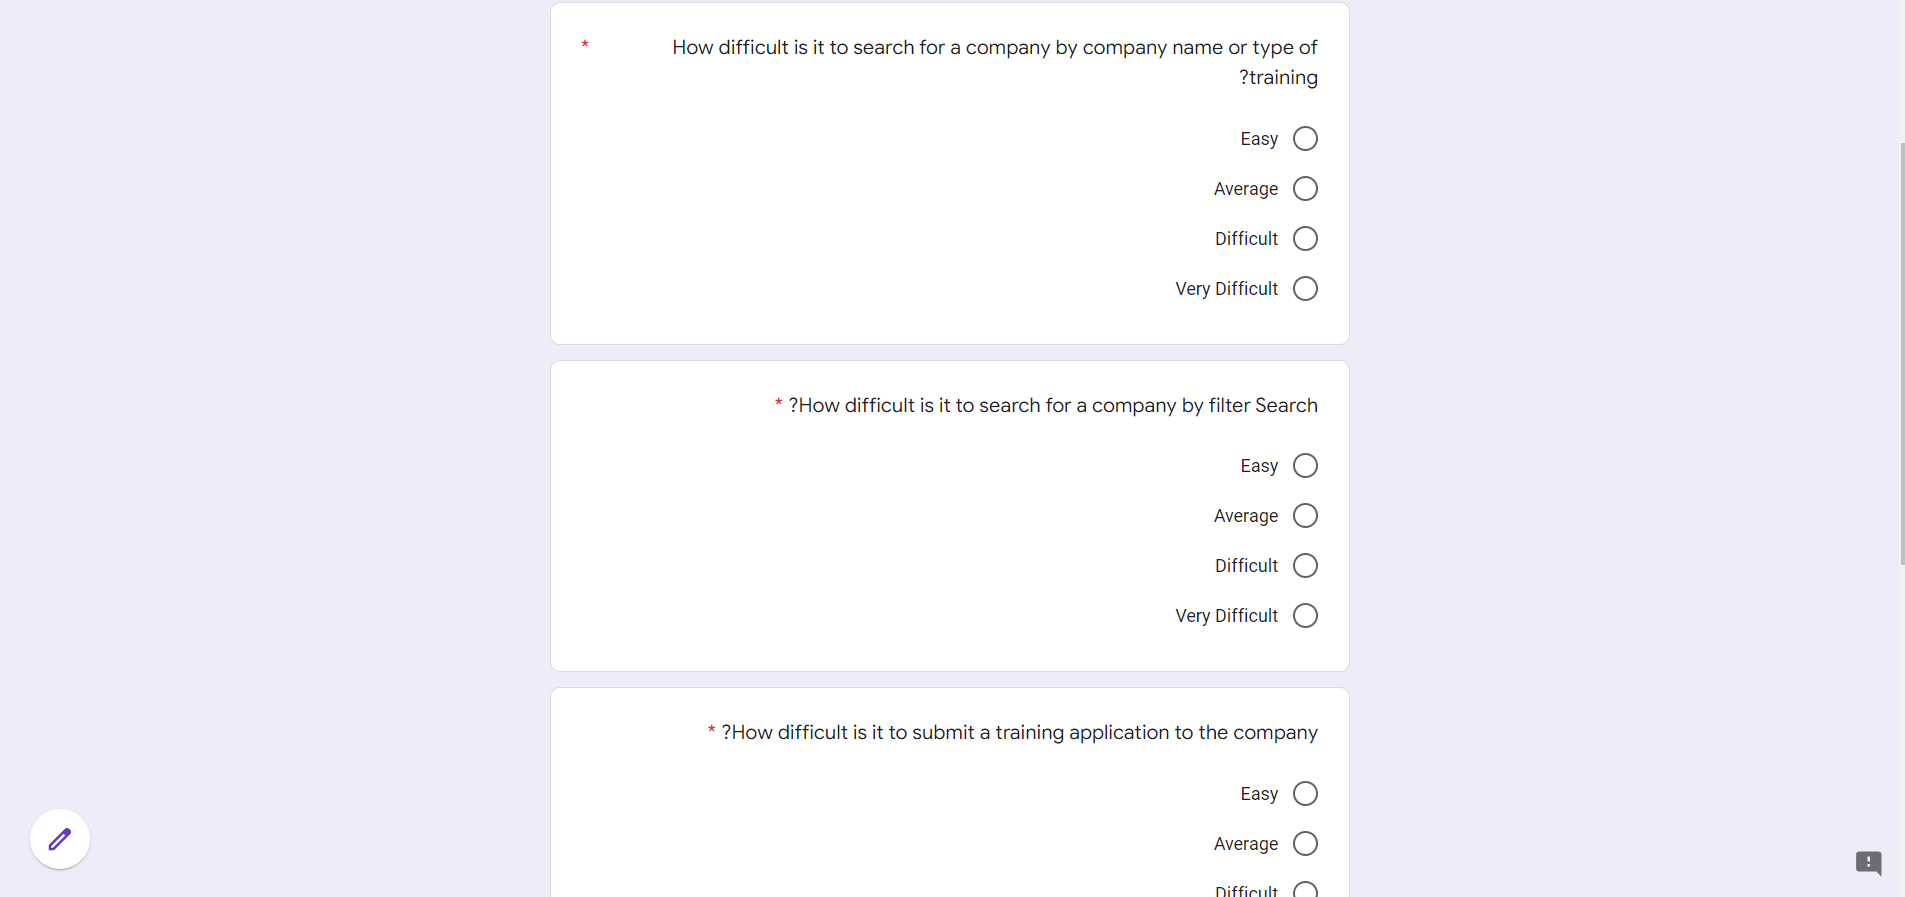 How difficult is it to search for a company by company name or type of *
?training
Easy
Average
Difficult
Very Difficult
* ?How difficult is it to search for a company by filter Search
Easy
Average
Difficult
Very Difficult
* ?How difficult is it to submit a training application to the company
Easy
Average
Difficult